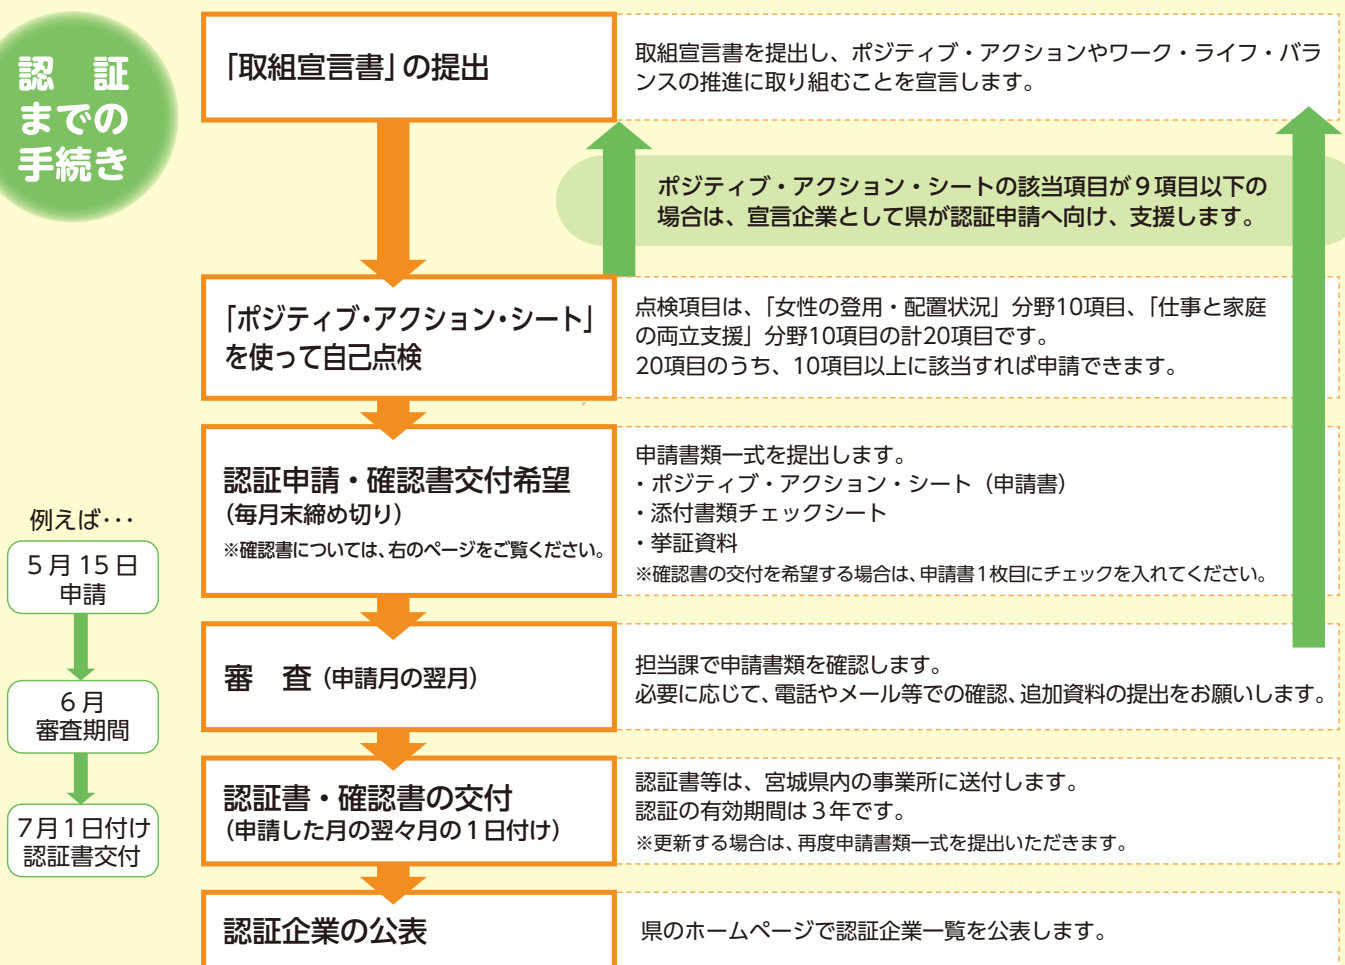 認　証
までの
手続き
「取組宣言書」の提出
取組宣言書を提出し、ポジティブ・アクションやワーク・ライフ・バラ
ンスの推進に取り組むことを宣言します。
ポジティブ・アクション・シートの該当項目が９項目以下の
場合は、宣言企業として県が認証申請へ向け、支援します。
「ポジティブ・アクション・シート」
を使って自己点検
点検項目は、「女性の登用・配置状況」分野10項目、「仕事と家庭
の両立支援」分野10項目の計20項目です。
20項目のうち、10項目以上に該当すれば申請できます。
認証申請・確認書交付希望
（毎月末締め切り）
※確認書については、右のページをご覧ください。
申請書類一式を提出します。
・ポジティブ・アクション・シート（申請書）
・添付書類チェックシート
・挙証資料
※確認書の交付を希望する場合は、申請書１枚目にチェックを入れてください。
審　査（申請月の翌月）
担当課で申請書類を確認します。
必要に応じて、電話やメール等での確認、追加資料の提出をお願いします。
認証書・確認書の交付
（申請した月の翌々月の１日付け）
認証書等は、宮城県内の事業所に送付します。
認証の有効期間は３年です。
※更新する場合は、再度申請書類一式を提出いただきます。
認証企業の公表
県のホームページで認証企業一覧を公表します。
例えば･･･
５月15日
申請
６月
審査期間
７月１日付け
認証書交付